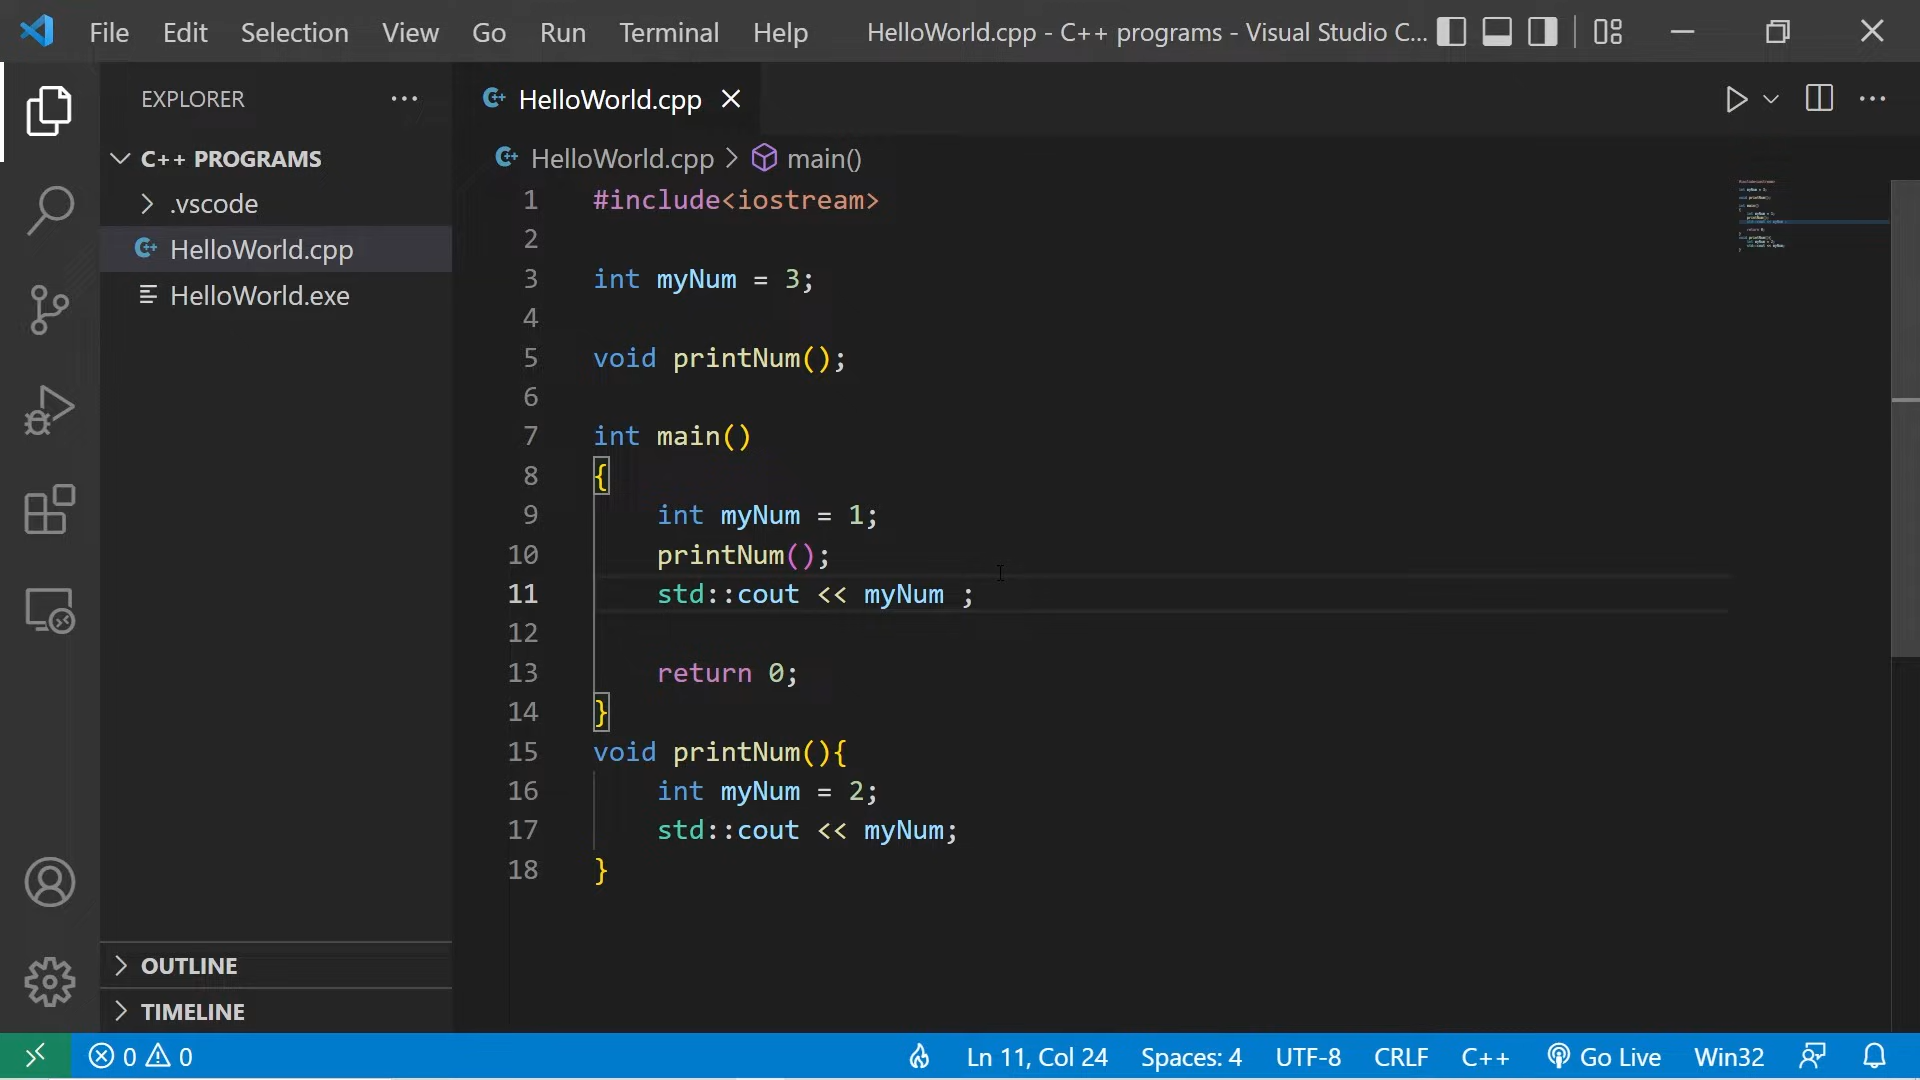 File Edit Selection View Go Run Terminal Help HelloWorld.cpp - C++ programs - Visual Studio C...
EXPLORER ...
C++ PROGRAMS
.vscode
HelloWorld.cpp
HelloWorld.exe
OUTLINE
TIMELINE
HelloWorld.cpp
HelloWorld.cpp > main()
1 #include<iostream>
2
3 int myNum = 3;
4
5 void printNum();
6
7 int main()
8 {
9     int myNum = 1;
10     printNum();
11     std::cout << myNum ;
12
13     return 0;
14 }
15 void printNum(){
16     int myNum = 2;
17     std::cout << myNum;
18 }
0 0 Ln 11, Col 24 Spaces: 4 UTF-8 CRLF C++ Go Live Win32